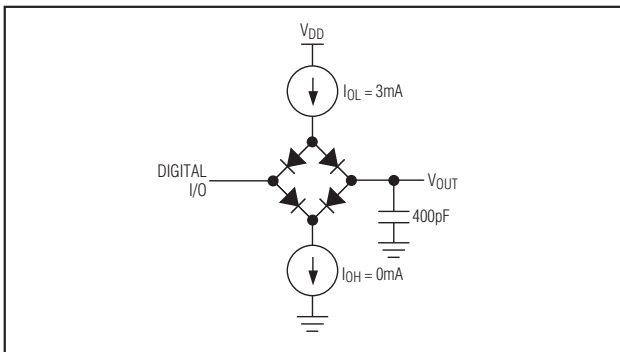 VDD
IOL = 3mA
DIGITAL
I/O
VOUT
400pF
IOH = 0mA